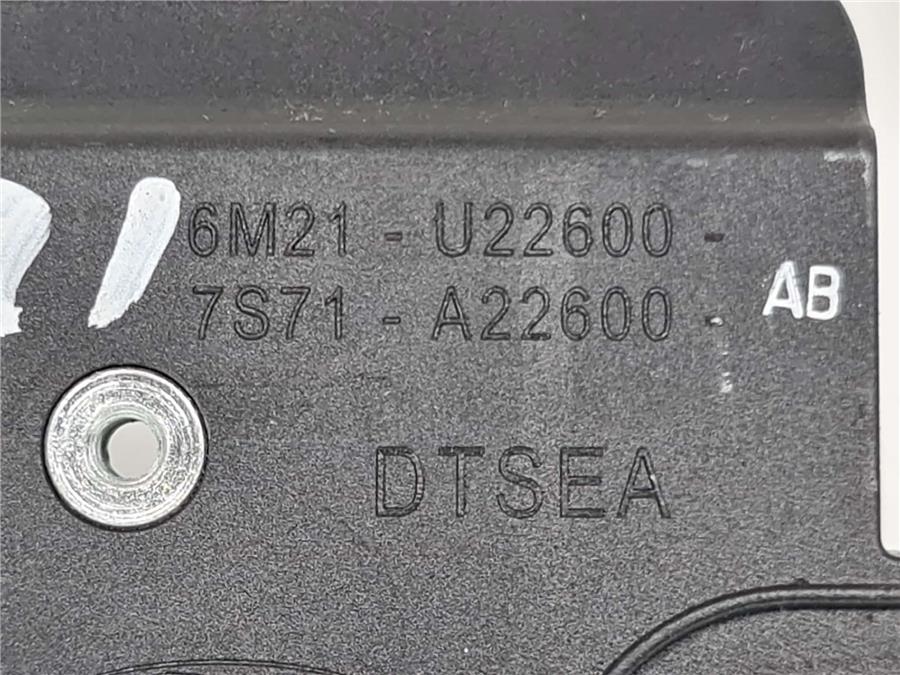 6M21 - U22600 -
7S71 - A22600 - AB
DTSEA